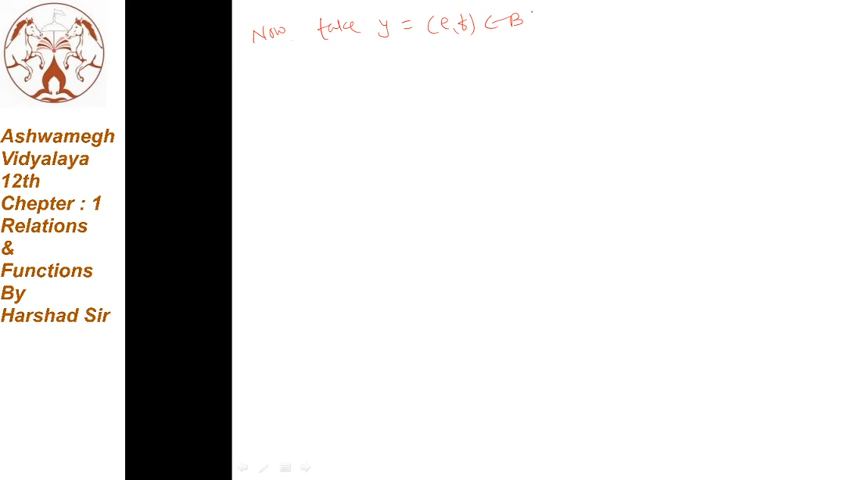 Ashwamegh
Vidyalaya
12th
Chepter : 1
Relations
&
Functions
By
Harshad Sir
Now take y = (e,f) ∈ B